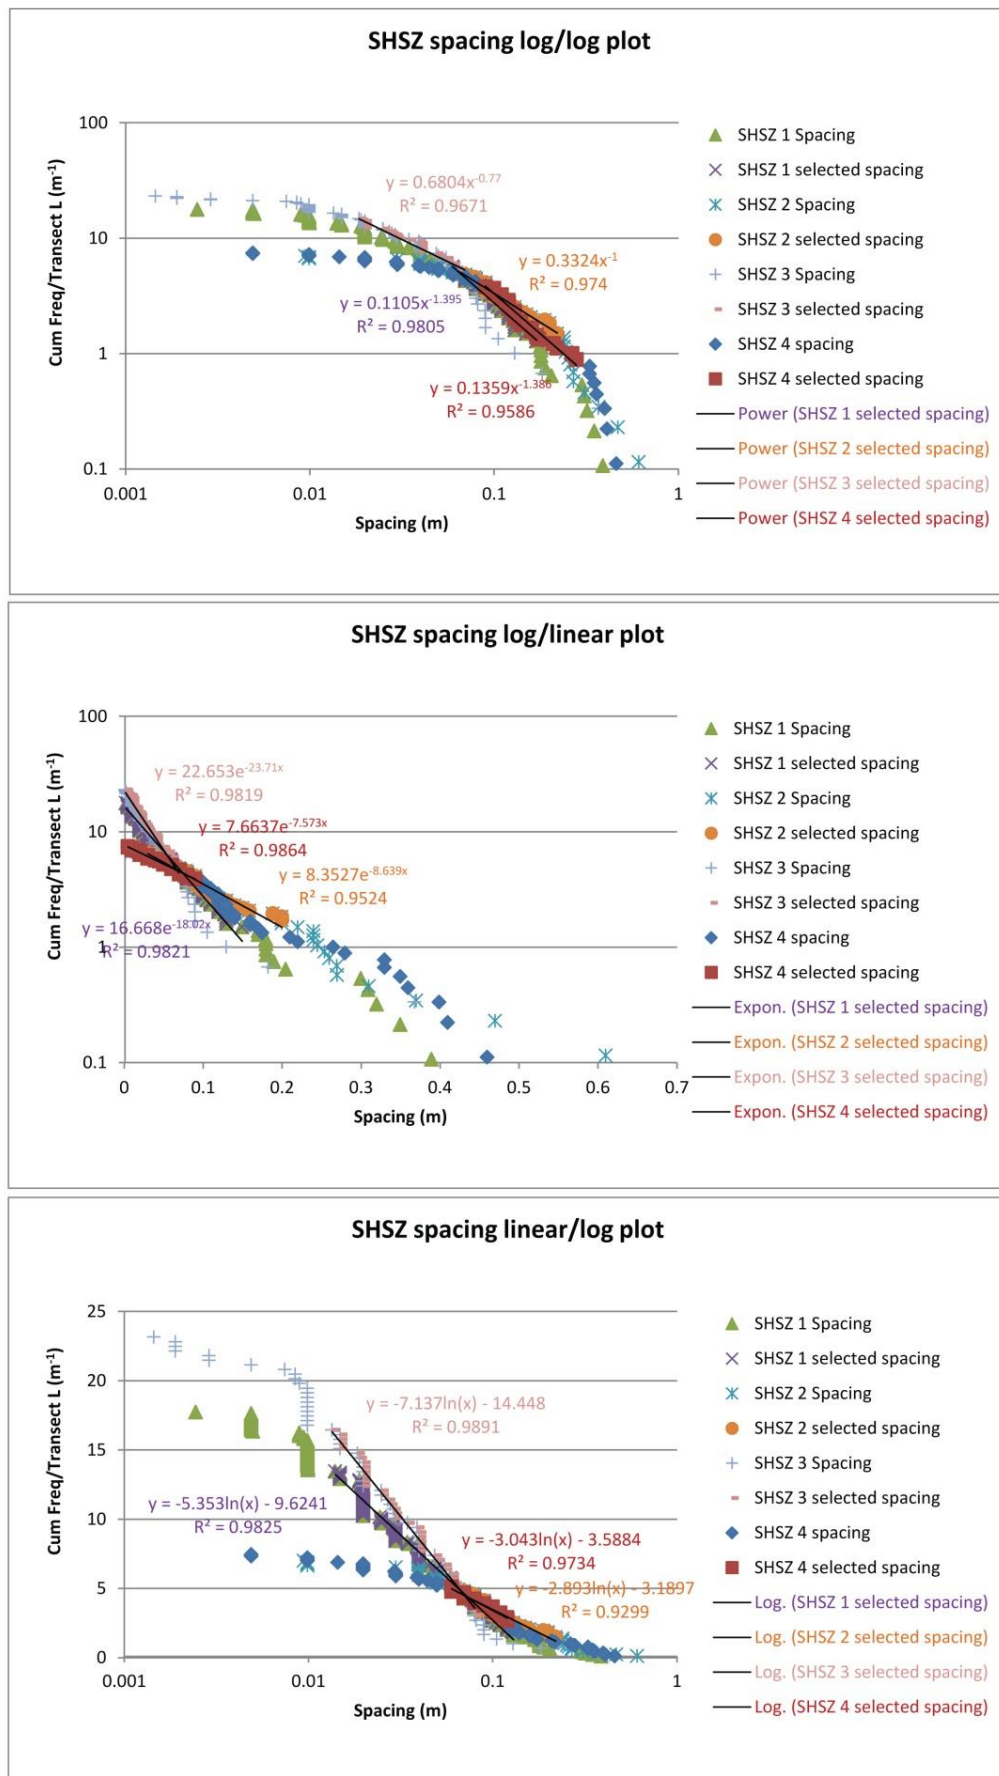 SHSZ spacing log/log plot
Cum Freq/Transect L (m⁻¹)
100
10
1
0.1
0.001
0.01
0.1
1
Spacing (m)
y = 0.6804x⁻⁰·⁷⁷
R² = 0.9671
y = 0.3324x⁻¹
R² = 0.974
y = 0.1105x⁻¹·³⁹⁵
R² = 0.9805
y = 0.1359x⁻¹·³⁸⁶
R² = 0.9586
SHSZ 1 Spacing
SHSZ 1 selected spacing
SHSZ 2 Spacing
SHSZ 2 selected spacing
SHSZ 3 Spacing
SHSZ 3 selected spacing
SHSZ 4 spacing
SHSZ 4 selected spacing
Power (SHSZ 1 selected spacing)
Power (SHSZ 2 selected spacing)
Power (SHSZ 3 selected spacing)
Power (SHSZ 4 selected spacing)
SHSZ spacing log/linear plot
Cum Freq/Transect L (m⁻¹)
100
10
1
0.1
0
0.1
0.2
0.3
0.4
0.5
0.6
0.7
Spacing (m)
y = 22.653e⁻²³·⁷¹ˣ
R² = 0.9819
y = 7.6637e⁻⁷·⁵⁷³ˣ
R² = 0.9864
y = 8.3527e⁻⁸·⁶³⁹ˣ
R² = 0.9524
y = 16.668e⁻¹⁸·⁰²ˣ
R² = 0.9821
SHSZ 1 Spacing
SHSZ 1 selected spacing
SHSZ 2 Spacing
SHSZ 2 selected spacing
SHSZ 3 Spacing
SHSZ 3 selected spacing
SHSZ 4 spacing
SHSZ 4 selected spacing
Expon. (SHSZ 1 selected spacing)
Expon. (SHSZ 2 selected spacing)
Expon. (SHSZ 3 selected spacing)
Expon. (SHSZ 4 selected spacing)
SHSZ spacing linear/log plot
Cum Freq/Transect L (m⁻¹)
25
20
15
10
5
0
0.001
0.01
0.1
1
Spacing (m)
y = -7.137ln(x) - 14.448
R² = 0.9891
y = -5.353ln(x) - 9.6241
R² = 0.9825
y = -3.043ln(x) - 3.5884
R² = 0.9734
y = -2.893ln(x) - 3.1897
R² = 0.9299
SHSZ 1 Spacing
SHSZ 1 selected spacing
SHSZ 2 Spacing
SHSZ 2 selected spacing
SHSZ 3 Spacing
SHSZ 3 selected spacing
SHSZ 4 spacing
SHSZ 4 selected spacing
Log. (SHSZ 1 selected spacing)
Log. (SHSZ 2 selected spacing)
Log. (SHSZ 3 selected spacing)
Log. (SHSZ 4 selected spacing)